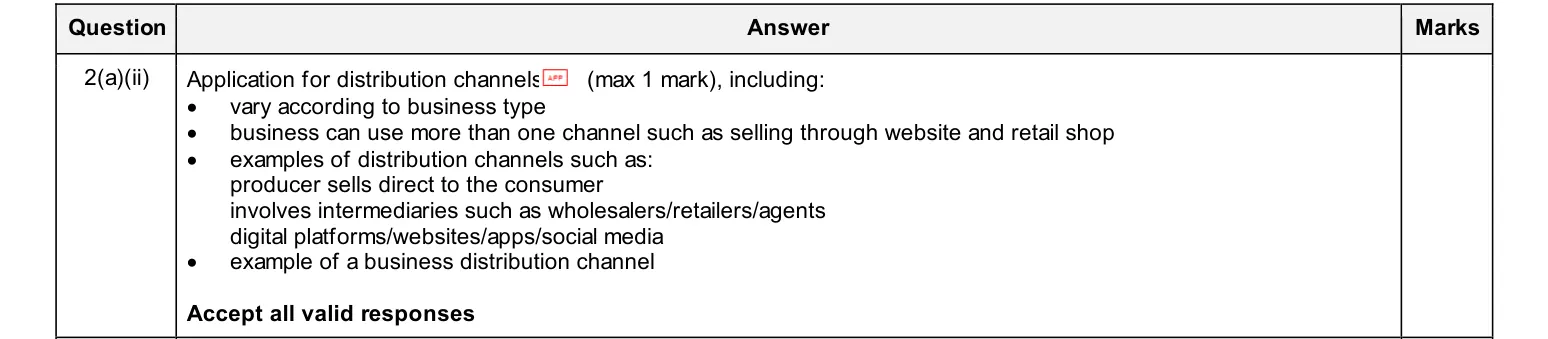 Question Answer Marks
2(a)(ii) Application for distribution channels APP (max 1 mark), including:
• vary according to business type
• business can use more than one channel such as selling through website and retail shop
• examples of distribution channels such as:
producer sells direct to the consumer
involves intermediaries such as wholesalers/retailers/agents
digital platforms/websites/apps/social media
• example of a business distribution channel
Accept all valid responses